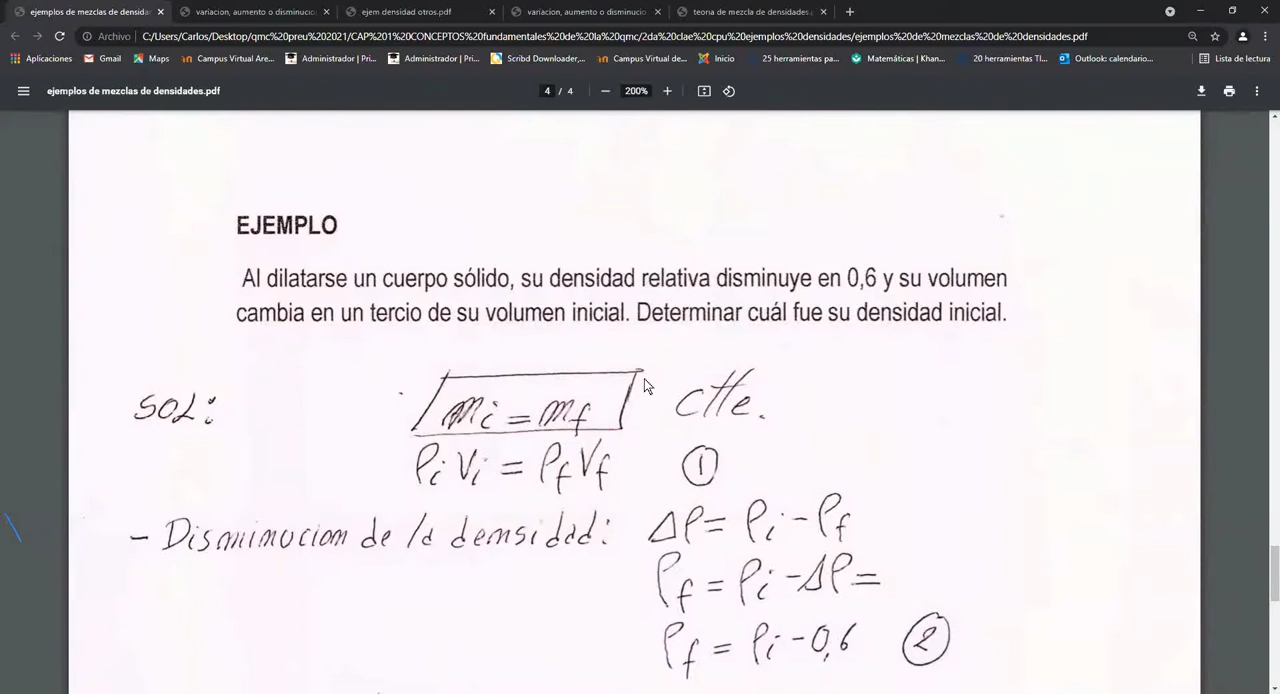 ejemplos de mezclas de densida
variacion, aumento o disminucio
ejem densidad otros.pdf
variacion, aumento o disminucio
teoria de mezcla de densidades
Archivo
C:/Users/Carlos/Desktop/qmc%20preu%202021/CAP%201%20CONCEPTOS%20fundamentales%20de%20la%20qmc/2da%20clae%20cpu%20ejemplos%20densidades/ejemplos%20de%20mezclas%20de%20densidades.pdf
Aplicaciones
Gmail
Maps
Campus Virtual Are...
Administrador | Pri...
Administrador | Pri...
Scribd Downloader,...
Campus Virtual de...
Inicio
25 herramientas pa...
Matemáticas | Khan...
20 herramientas TI...
Outlook: calendario...
Lista de lectura
ejemplos de mezclas de densidades.pdf
4 / 4
200%
EJEMPLO
Al dilatarse un cuerpo sólido, su densidad relativa disminuye en 0,6 y su volumen
cambia en un tercio de su volumen inicial. Determinar cuál fue su densidad inicial.
SOL: mi = mf ctte.
ρi Vi = ρf Vf ①
- Disminucion de la densidad: Δρ = ρi - ρf
ρf = ρi - Δρ =
ρf = ρi - 0,6 ②